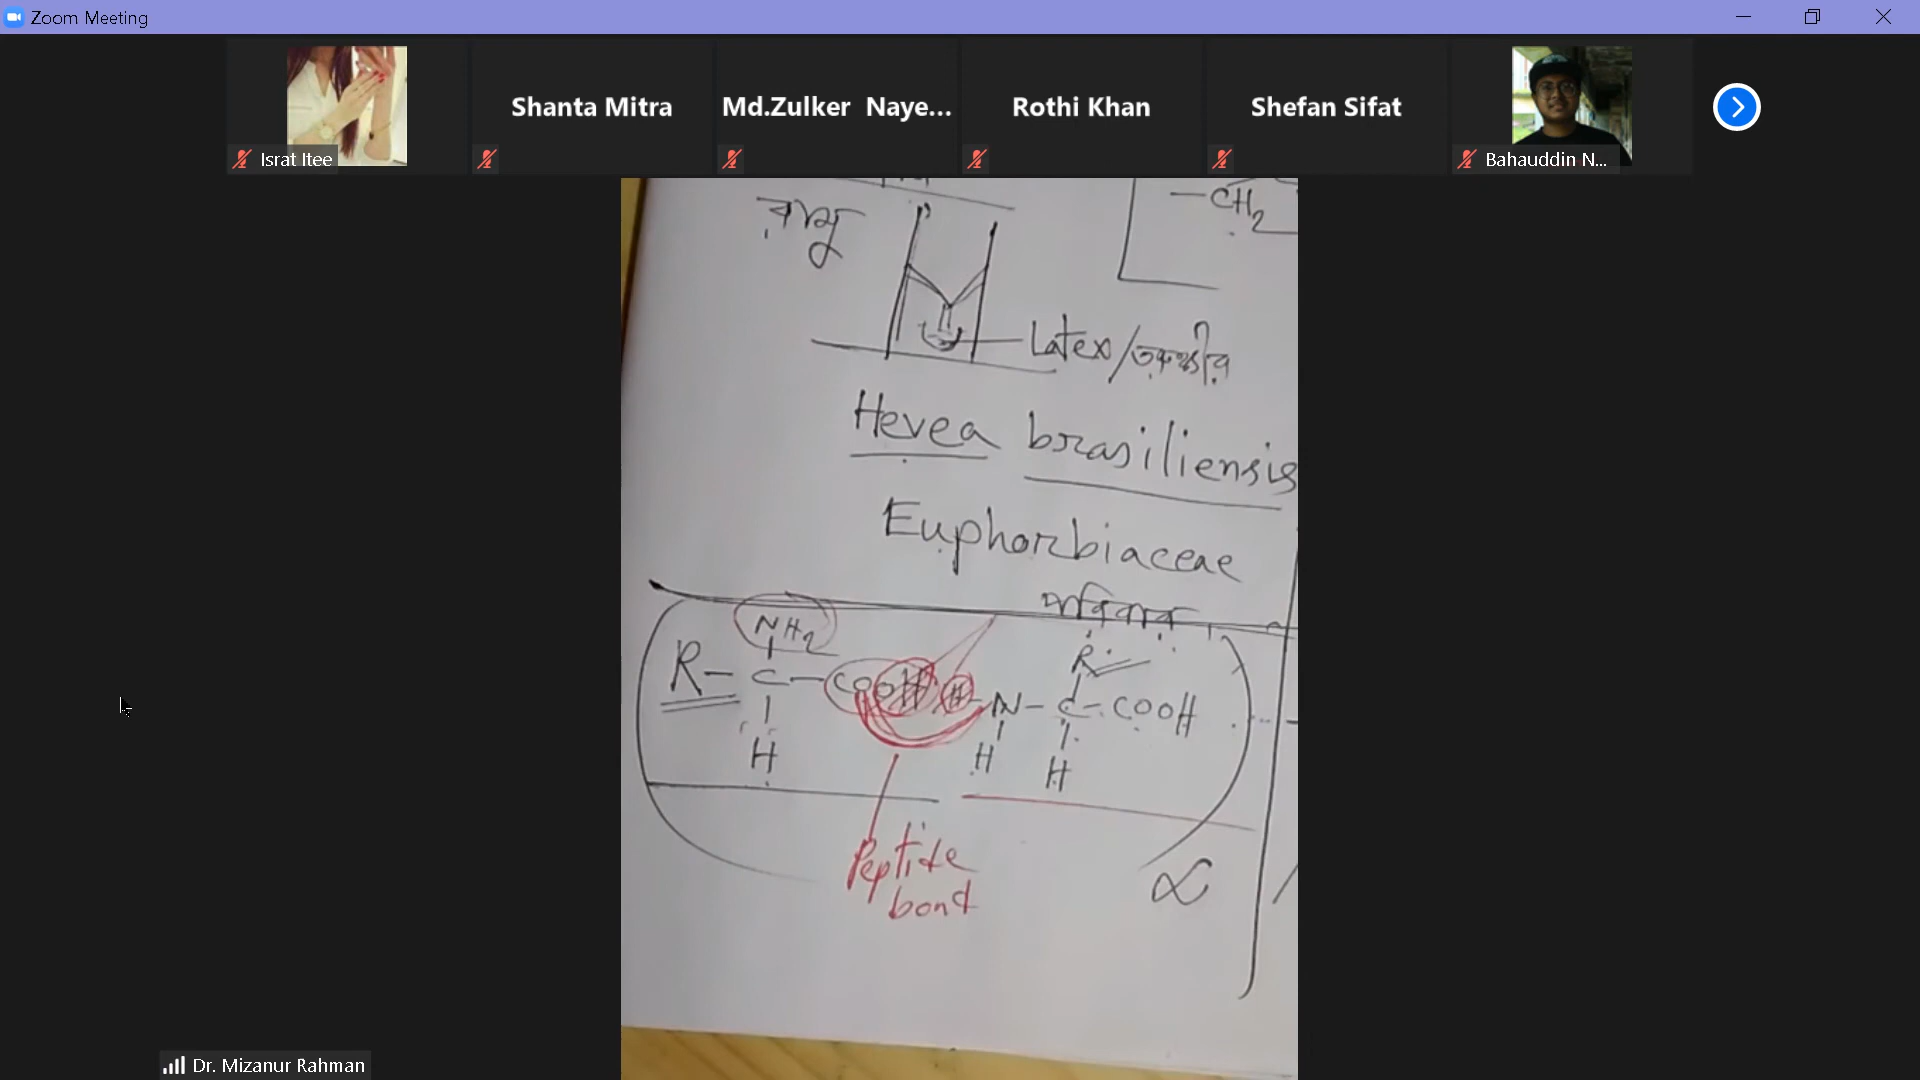 Zoom Meeting
Shanta Mitra
Md.Zulker Naye...
Rothi Khan
Shefan Sifat
Israt Itee
Bahauddin N...
—CH2
Latex/তরুক্ষীর
Hevea brasiliensis
Euphorbiaceae
NH2
R
R— C —COOH H —N— C —COOH
H
H
H
Peptide
bond
∝
Dr. Mizanur Rahman